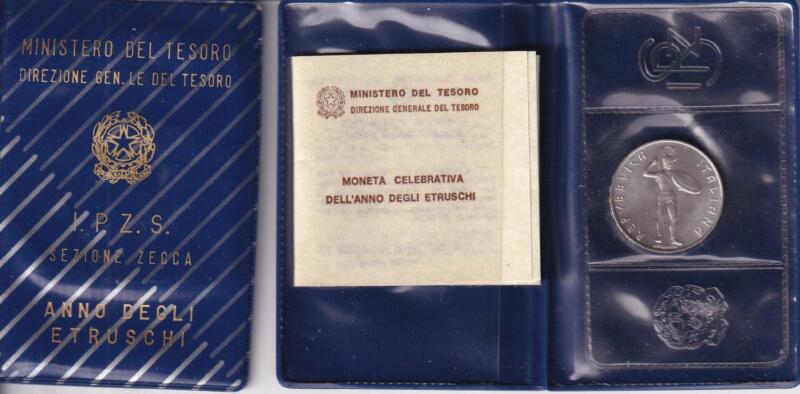 MINISTERO DEL TESORO
DIREZIONE GEN.LE DEL TESORO
I.P.Z.S.
SEZIONE ZECCA
ANNO DEGLI
ETRUSCHI
MINISTERO DEL TESORO
DIREZIONE GENERALE DEL TESORO
MONETA CELEBRATIVA
DELL'ANNO DEGLI ETRUSCHI
REPVBBLICA ITALIANA